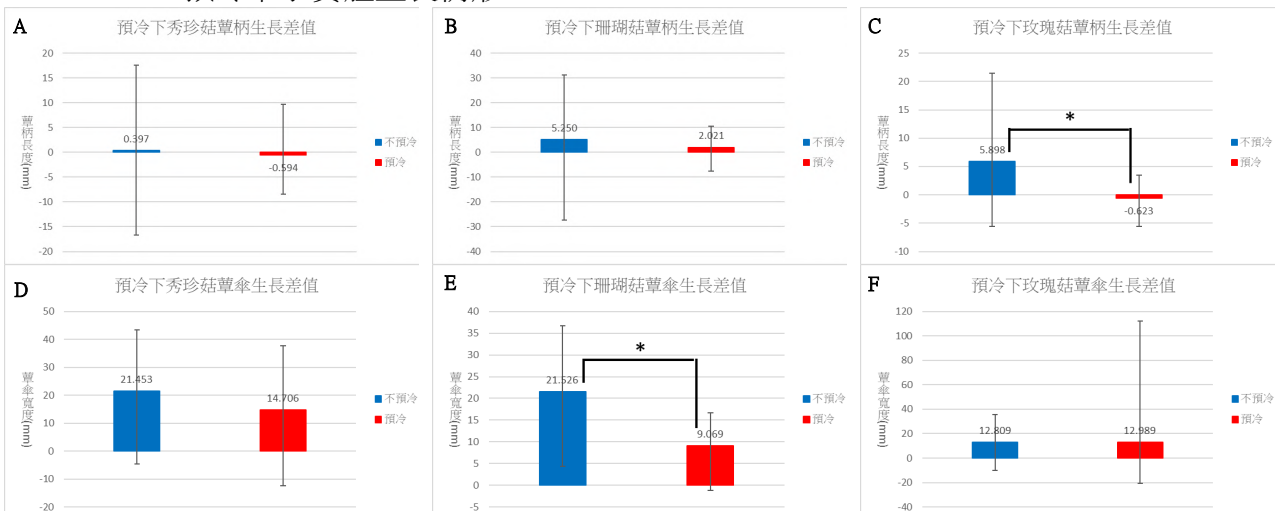 A
預冷下秀珍菇蕈柄生長差值
20
15
10
5
0
-5
-10
-15
-20
蕈柄長度(mm)
0.397
-0.594
不預冷
預冷
B
預冷下珊瑚菇蕈柄生長差值
40
30
20
10
0
-10
-20
-30
-40
蕈柄長度(mm)
5.250
2.021
不預冷
預冷
C
預冷下玫瑰菇蕈柄生長差值
25
20
15
10
5
0
-5
-10
蕈柄長度(mm)
*
5.898
-0.623
不預冷
預冷
D
預冷下秀珍菇蕈傘生長差值
50
40
30
20
10
0
-10
-20
蕈傘寬度(mm)
21.453
14.706
不預冷
預冷
E
預冷下珊瑚菇蕈傘生長差值
40
35
30
25
20
15
10
5
0
-5
蕈傘寬度(mm)
*
21.526
9.069
不預冷
預冷
F
預冷下玫瑰菇蕈傘生長差值
120
100
80
60
40
20
0
-20
-40
蕈傘寬度(mm)
12.809
12.989
不預冷
預冷